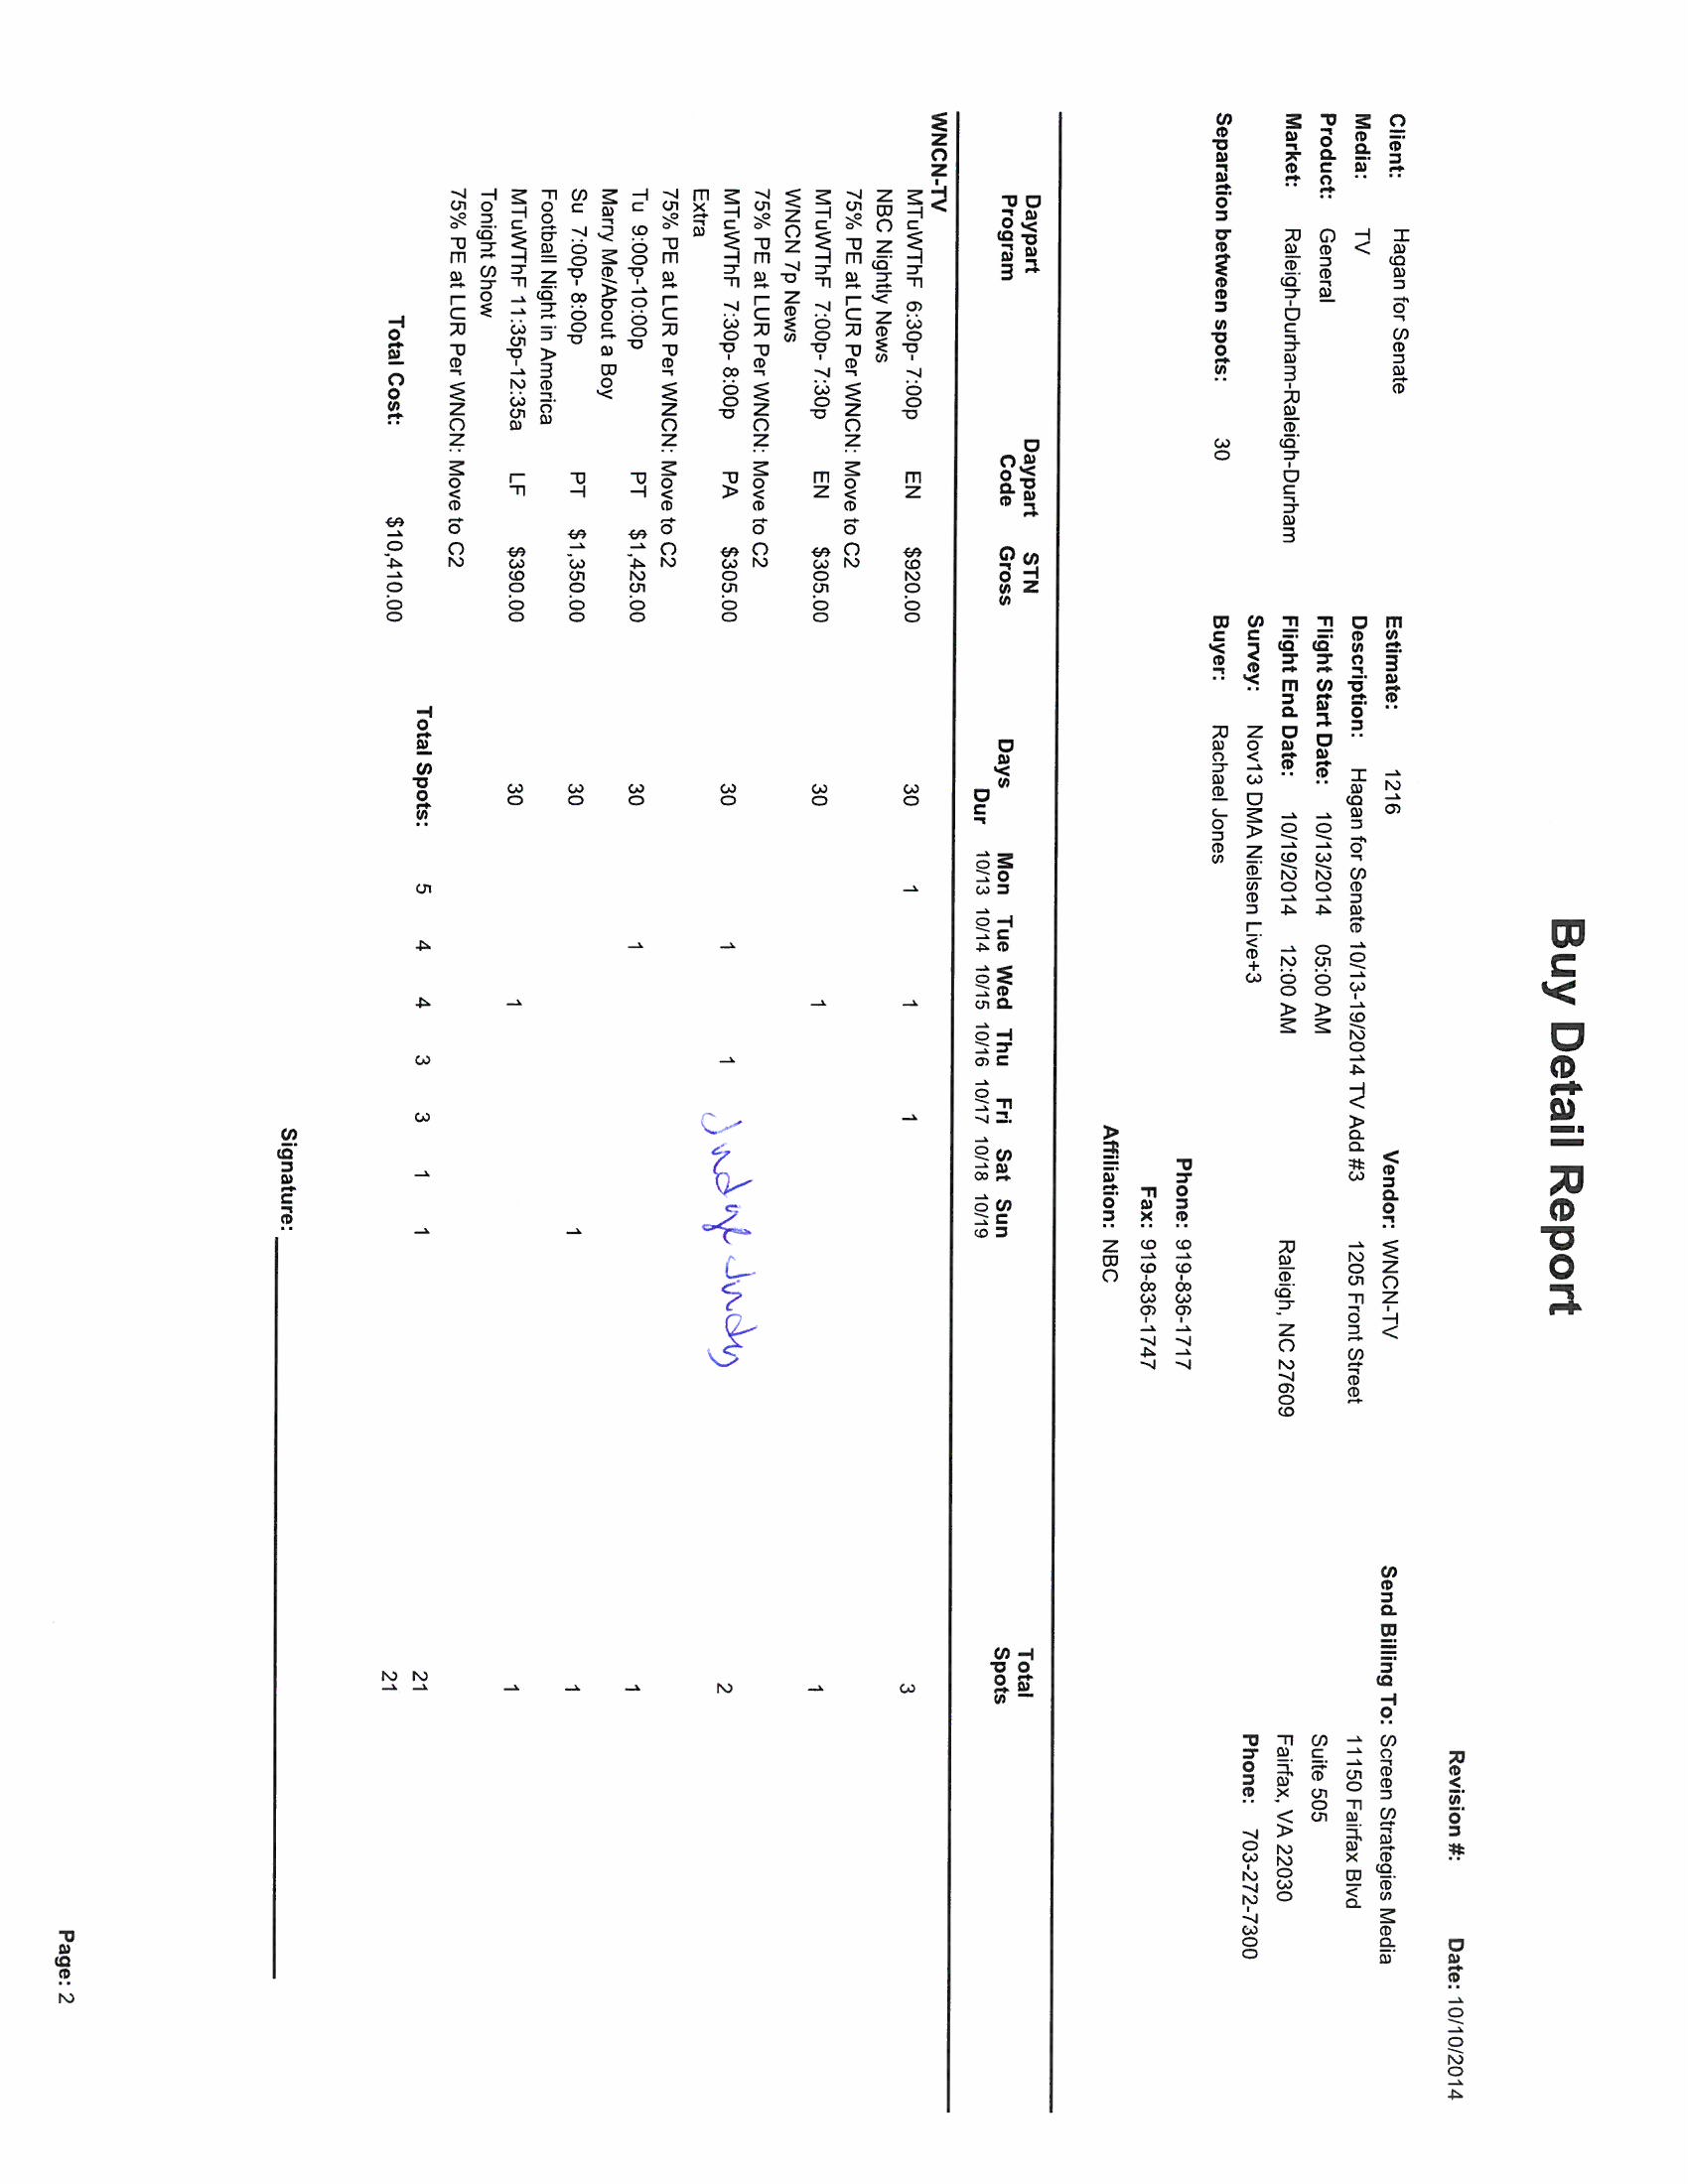 Buy Detail Report
Revision #: Date: 10/10/2014
Client: Hagan for Senate Estimate: 1216 Vendor: WNCN-TV Send Billing To: Screen Strategies Media
Media: TV Description: Hagan for Senate 10/13-19/2014 TV Add #3 1205 Front Street 11150 Fairfax Blvd
Product: General Flight Start Date: 10/13/2014 05:00 AM Suite 505
Market: Raleigh-Durham-Raleigh-Durham Flight End Date: 10/19/2014 12:00 AM Raleigh, NC 27609 Fairfax, VA 22030
Survey: Nov13 DMA Nielsen Live+3 Phone: 703-272-7300
Separation between spots: 30 Buyer: Rachael Jones
Phone: 919-836-1717
Fax: 919-836-1747
Affiliation: NBC
Daypart Daypart STN Total
Program Code Gross Days Mon Tue Wed Thu Fri Sat Sun Spots
Dur 10/13 10/14 10/15 10/16 10/17 10/18 10/19
WNCN-TV
MTuWThF 6:30p- 7:00p EN $920.00 30 1 1 1 3
NBC Nightly News
75% PE at LUR Per WNCN: Move to C2
MTuWThF 7:00p- 7:30p EN $305.00 30 1 1
WNCN 7p News
75% PE at LUR Per WNCN: Move to C2
MTuWThF 7:30p- 8:00p PA $305.00 30 1 1 Judge Judy 2
Extra
75% PE at LUR Per WNCN: Move to C2
Tu 9:00p-10:00p PT $1,425.00 30 1 1
Marry Me/About a Boy
Su 7:00p- 8:00p PT $1,350.00 30 1 1
Football Night in America
MTuWThF 11:35p-12:35a LF $390.00 30 1 1
Tonight Show
75% PE at LUR Per WNCN: Move to C2
Total Spots: 5 4 4 3 3 1 1 21
Total Cost: $10,410.00 21
Signature:
Page: 2